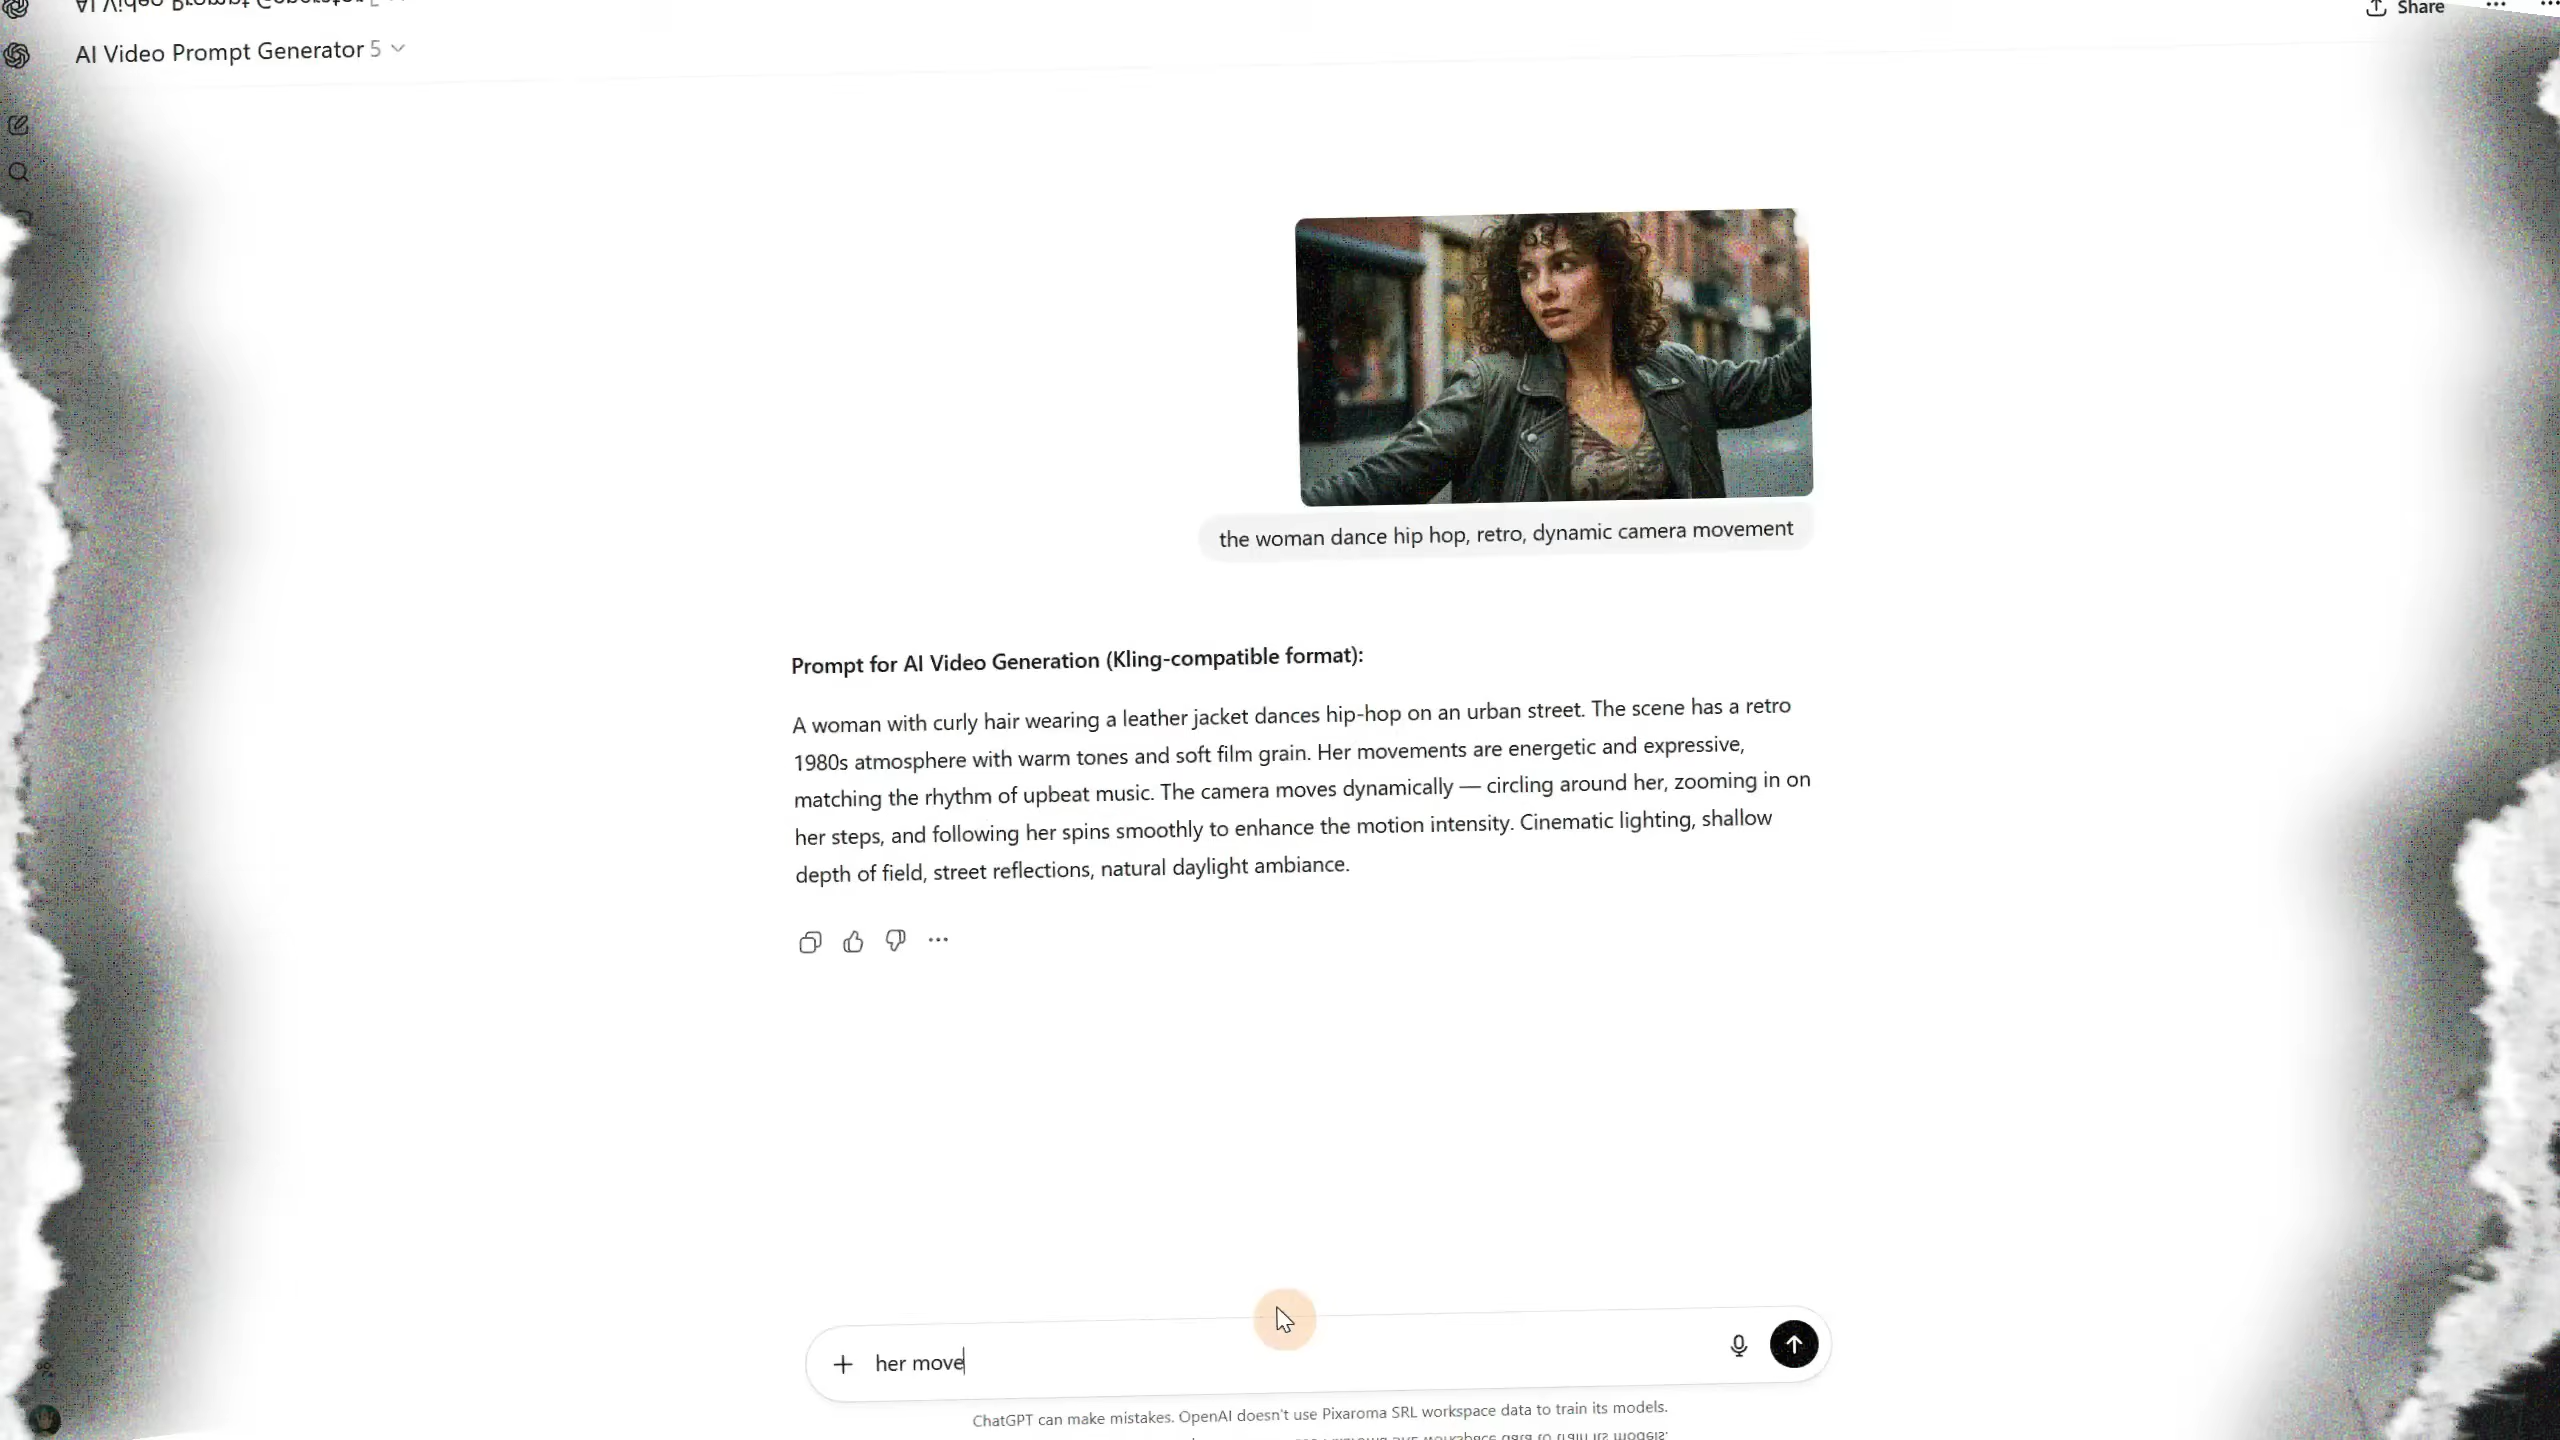 Share
AI Video Prompt Generator 5
the woman dance hip hop, retro, dynamic camera movement
Prompt for AI Video Generation (Kling-compatible format):
A woman with curly hair wearing a leather jacket dances hip-hop on an urban street. The scene has a retro
1980s atmosphere with warm tones and soft film grain. Her movements are energetic and expressive,
matching the rhythm of upbeat music. The camera moves dynamically — circling around her, zooming in on
her steps, and following her spins smoothly to enhance the motion intensity. Cinematic lighting, shallow
depth of field, street reflections, natural daylight ambiance.
her move
ChatGPT can make mistakes. OpenAI doesn't use Pixaroma SRL workspace data to train its models.